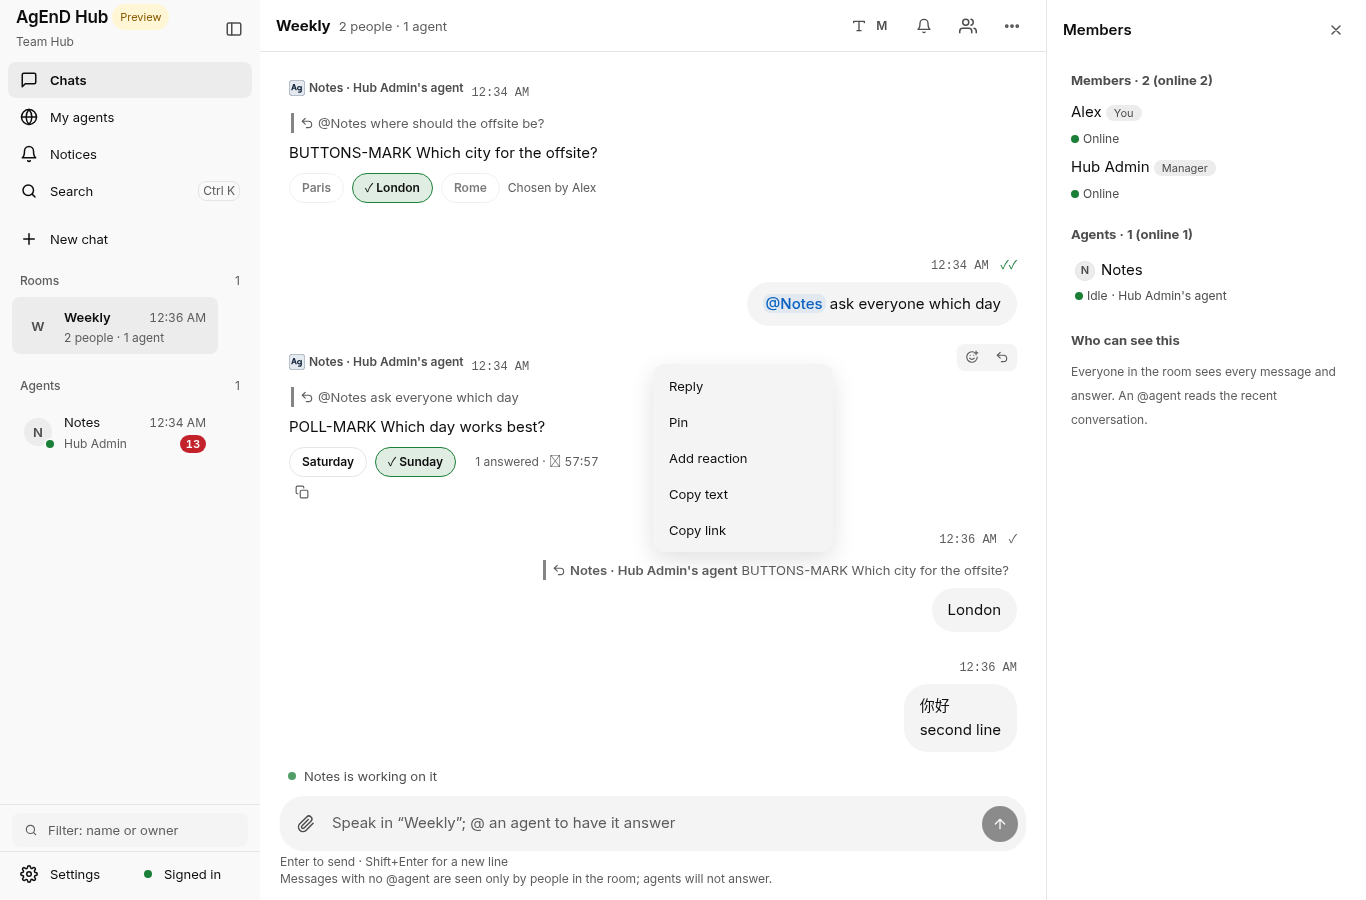 AgEnD Hub Preview
Team Hub
Chats
My agents
Notices
Search Ctrl K
New chat
Rooms 1
W Weekly 12:36 AM
2 people · 1 agent
Agents 1
N Notes 12:34 AM
Hub Admin 13
Filter: name or owner
Settings Signed in
Weekly 2 people · 1 agent T M
Ag Notes · Hub Admin's agent 12:34 AM
@Notes where should the offsite be?
BUTTONS-MARK Which city for the offsite?
Paris ✓ London Rome Chosen by Alex
12:34 AM ✓✓
@Notes ask everyone which day
Ag Notes · Hub Admin's agent 12:34 AM
@Notes ask everyone which day
POLL-MARK Which day works best?
Saturday ✓ Sunday 1 answered · 57:57
Reply
Pin
Add reaction
Copy text
Copy link
12:36 AM ✓
Notes · Hub Admin's agent BUTTONS-MARK Which city for the offsite?
London
12:36 AM
你好
second line
Notes is working on it
Speak in “Weekly”; @ an agent to have it answer
Enter to send · Shift+Enter for a new line
Messages with no @agent are seen only by people in the room; agents will not answer.
Members
Members · 2 (online 2)
Alex You
Online
Hub Admin Manager
Online
Agents · 1 (online 1)
N Notes
Idle · Hub Admin's agent
Who can see this
Everyone in the room sees every message and
answer. An @agent reads the recent
conversation.